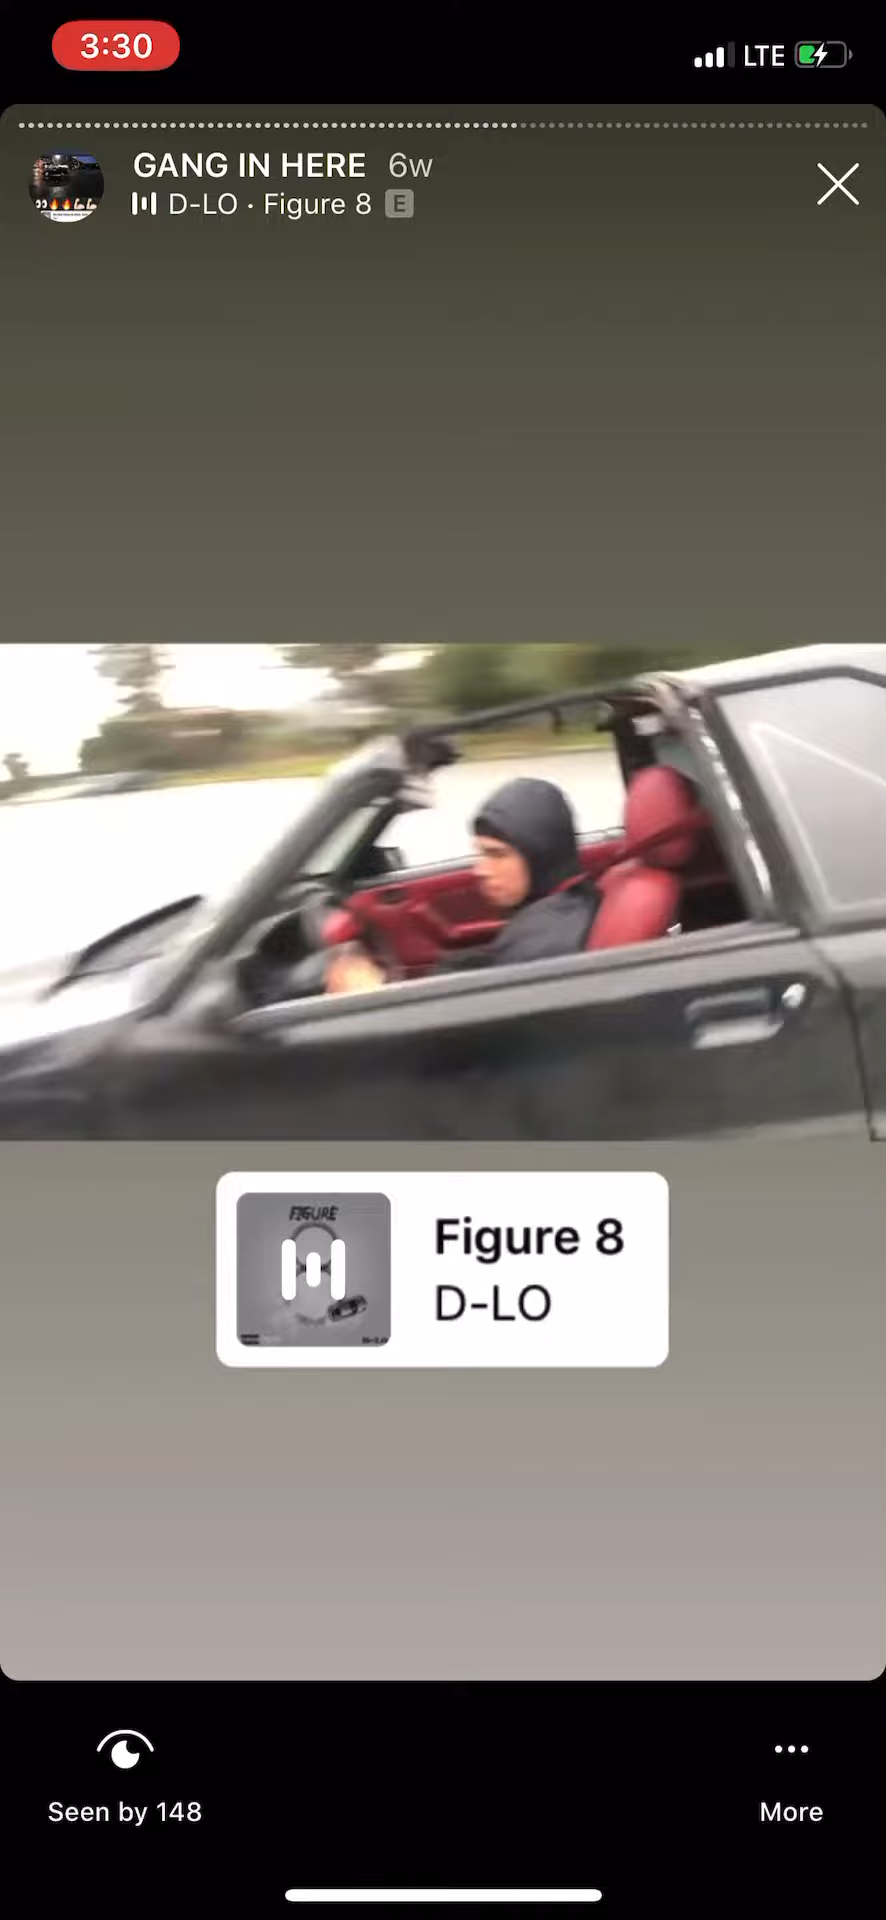 3:30
LTE
GANG IN HERE 6w
D-LO · Figure 8 E
FIGURE
Figure 8
D-LO
Seen by 148
More